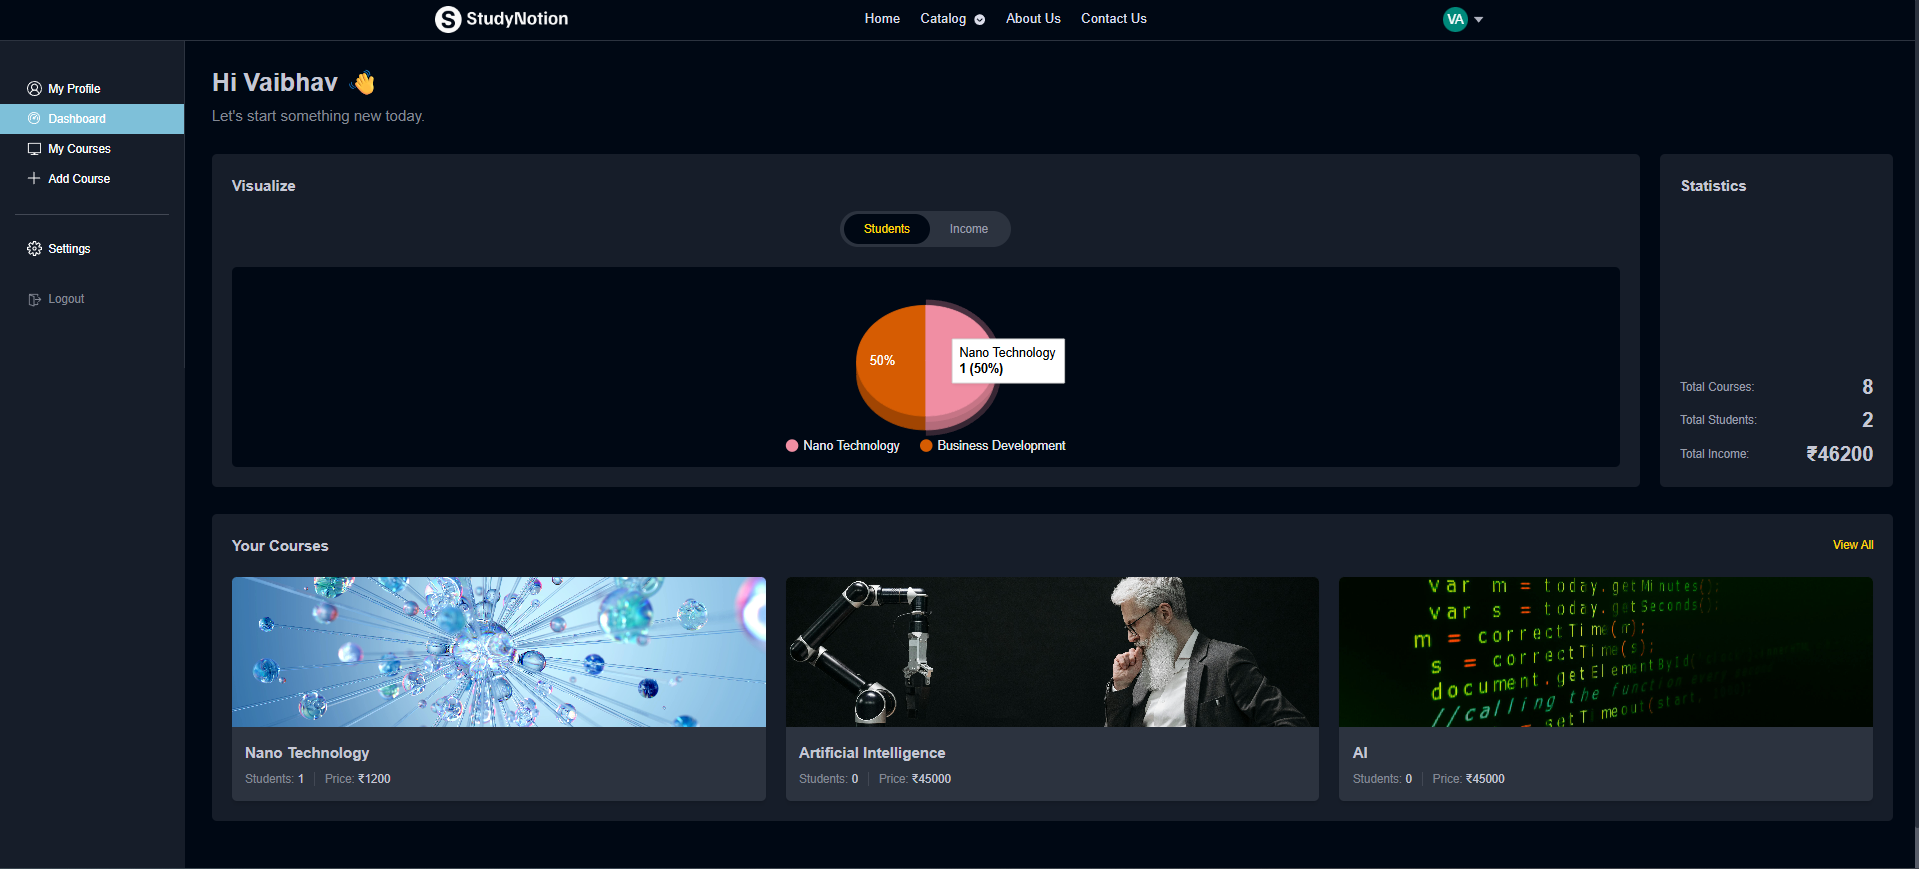 StudyNotion
Home Catalog About Us Contact Us
VA
My Profile
Dashboard
My Courses
Add Course
Settings
Logout
Hi Vaibhav 👋
Let's start something new today.
Visualize
Students Income
50%
Nano Technology
1 (50%)
Nano Technology Business Development
Statistics
Total Courses: 8
Total Students: 2
Total Income: ₹46200
Your Courses
View All
var m = today.getMinutes();
var s = today.getSeconds();
m = correctTime(m);
s = correctTime(s);
document.getElementById(
//calling the function every
= setTimeout(start,
Nano Technology
Students: 1 Price: ₹1200
Artificial Intelligence
Students: 0 Price: ₹45000
AI
Students: 0 Price: ₹45000